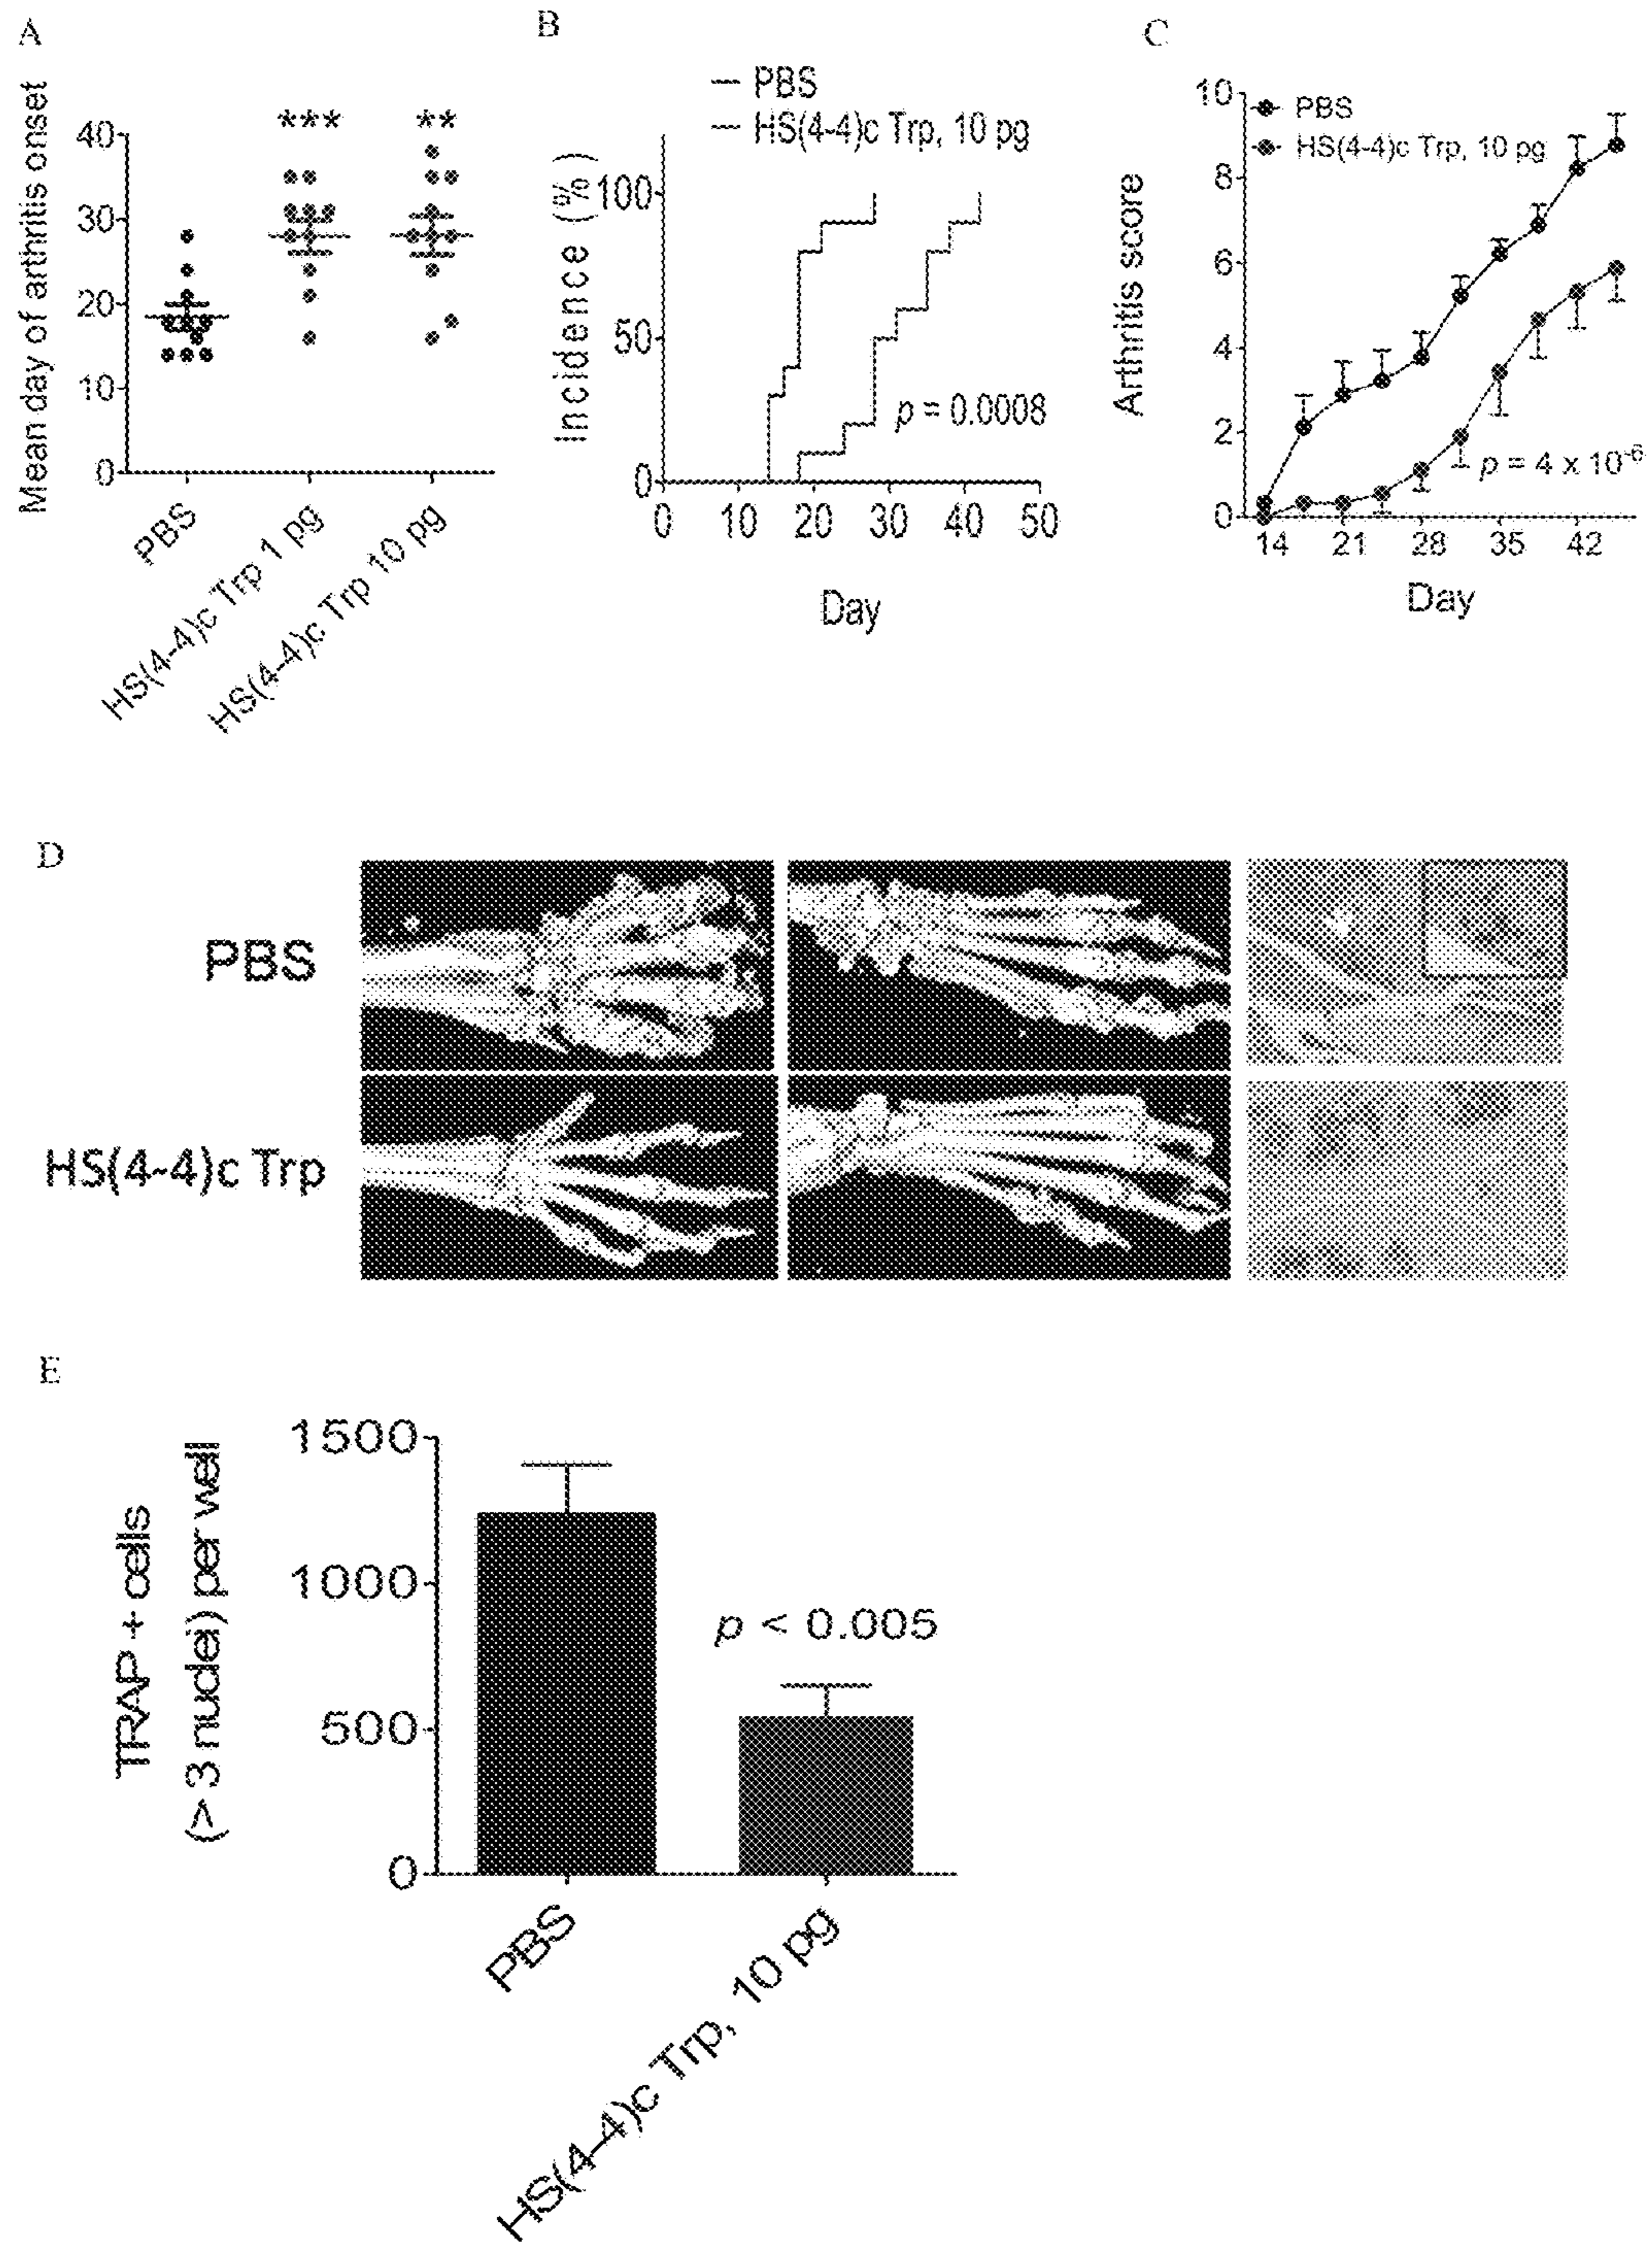 A
Mean day of arthritis onset
***
**
40
30
20
10
0
PBS
HS(4-4)c Trp 1 pg
HS(4-4)c Trp 10 pg
B
PBS
HS(4-4)c Trp, 10 pg
Incidence (%)
100
50
0
p = 0.0008
0 10 20 30 40 50
Day
C
Arthritis score
10
8
6
4
2
0
PBS
HS(4-4)c Trp, 10 pg
p = 4 x 10⁻⁶
14 21 28 35 42
Day
D
PBS
HS(4-4)c Trp
E
TRAP + cells
(> 3 nuclei) per well
1500
1000
500
0
p < 0.005
PBS
HS(4-4)c Trp, 10 pg